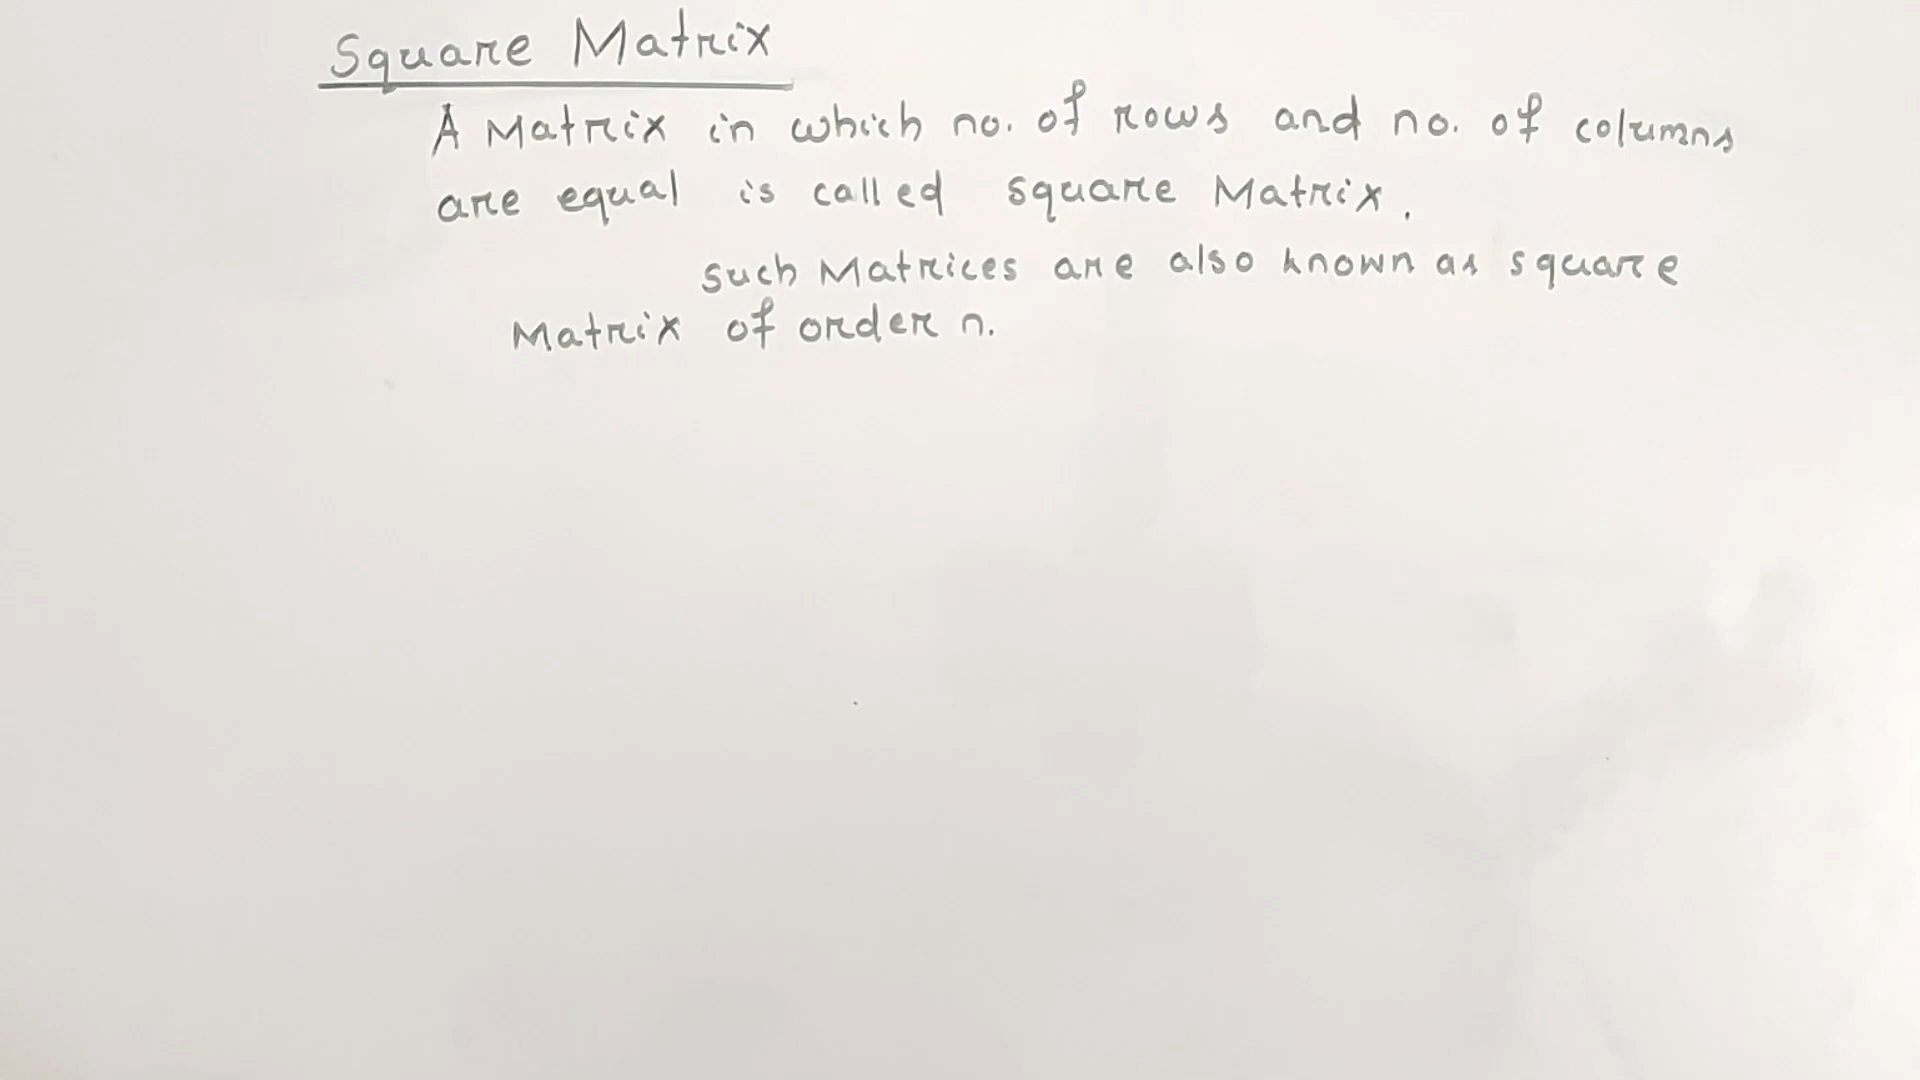 Square Matrix
A Matrix in which no. of rows and no. of columns
are equal is called square Matrix.
such Matrices are also known as square
Matrix of order n.